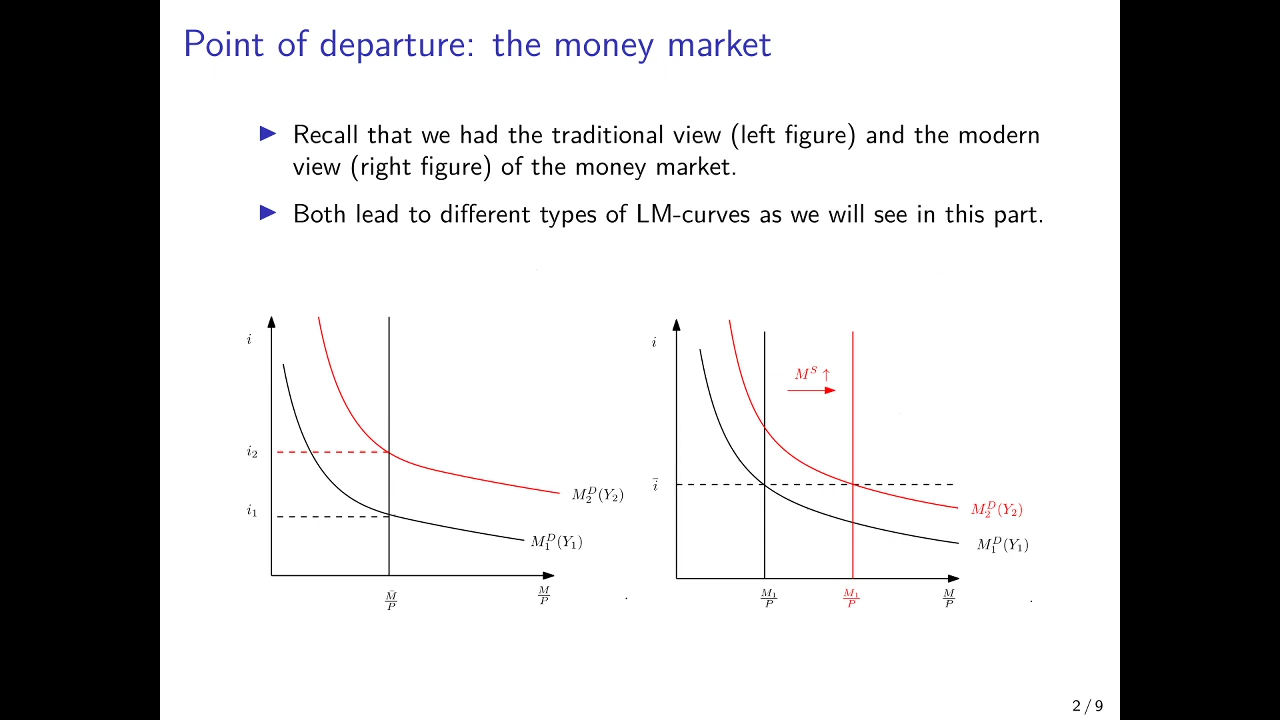 Point of departure: the money market
▶ Recall that we had the traditional view (left figure) and the modern
view (right figure) of the money market.
▶ Both lead to different types of LM-curves as we will see in this part.
i
i₂
i₁
M₂ᴰ(Y₂)
M₁ᴰ(Y₁)
M̄/P
M/P
.
i
Mˢ ↑
ī
M₂ᴰ(Y₂)
M₁ᴰ(Y₁)
M₁/P
M₁/P
M/P
.
2 / 9